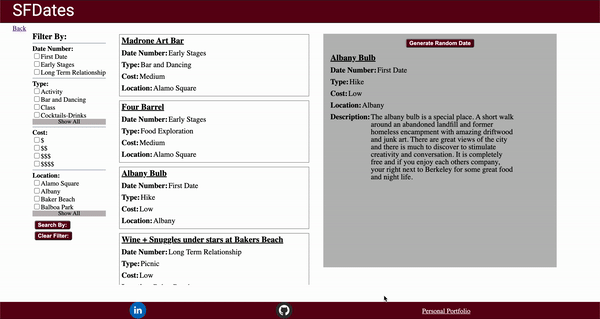 SFDates
Back
Filter By:
Date Number:
First Date
Early Stages
Long Term Relationship
Type:
Activity
Bar and Dancing
Class
Cocktails-Drinks
Show All
Cost:
$
$$
$$$
$$$$
Location:
Alamo Square
Albany
Baker Beach
Balboa Park
Show All
Search By:
Clear Filter:
Madrone Art Bar
Date Number: Early Stages
Type: Bar and Dancing
Cost: Medium
Location: Alamo Square
Four Barrel
Date Number: Early Stages
Type: Food Exploration
Cost: Medium
Location: Alamo Square
Albany Bulb
Date Number: First Date
Type: Hike
Cost: Low
Location: Albany
Wine + Snuggles under stars at Bakers Beach
Date Number: Long Term Relationship
Type: Picnic
Cost: Low
Generate Random Date
Albany Bulb
Date Number: First Date
Type: Hike
Cost: Low
Location: Albany
Description: The albany bulb is a special place. A short walk
around an abandoned landfill and former
homeless encampment with amazing driftwood
and junk art. There are great views of the city
and there is much to discover to stimulate
creativity and conversation. It is completely
free and if you enjoy each others company,
your right next to Berkeley for some great food
and night life.
in
Personal Portfolio